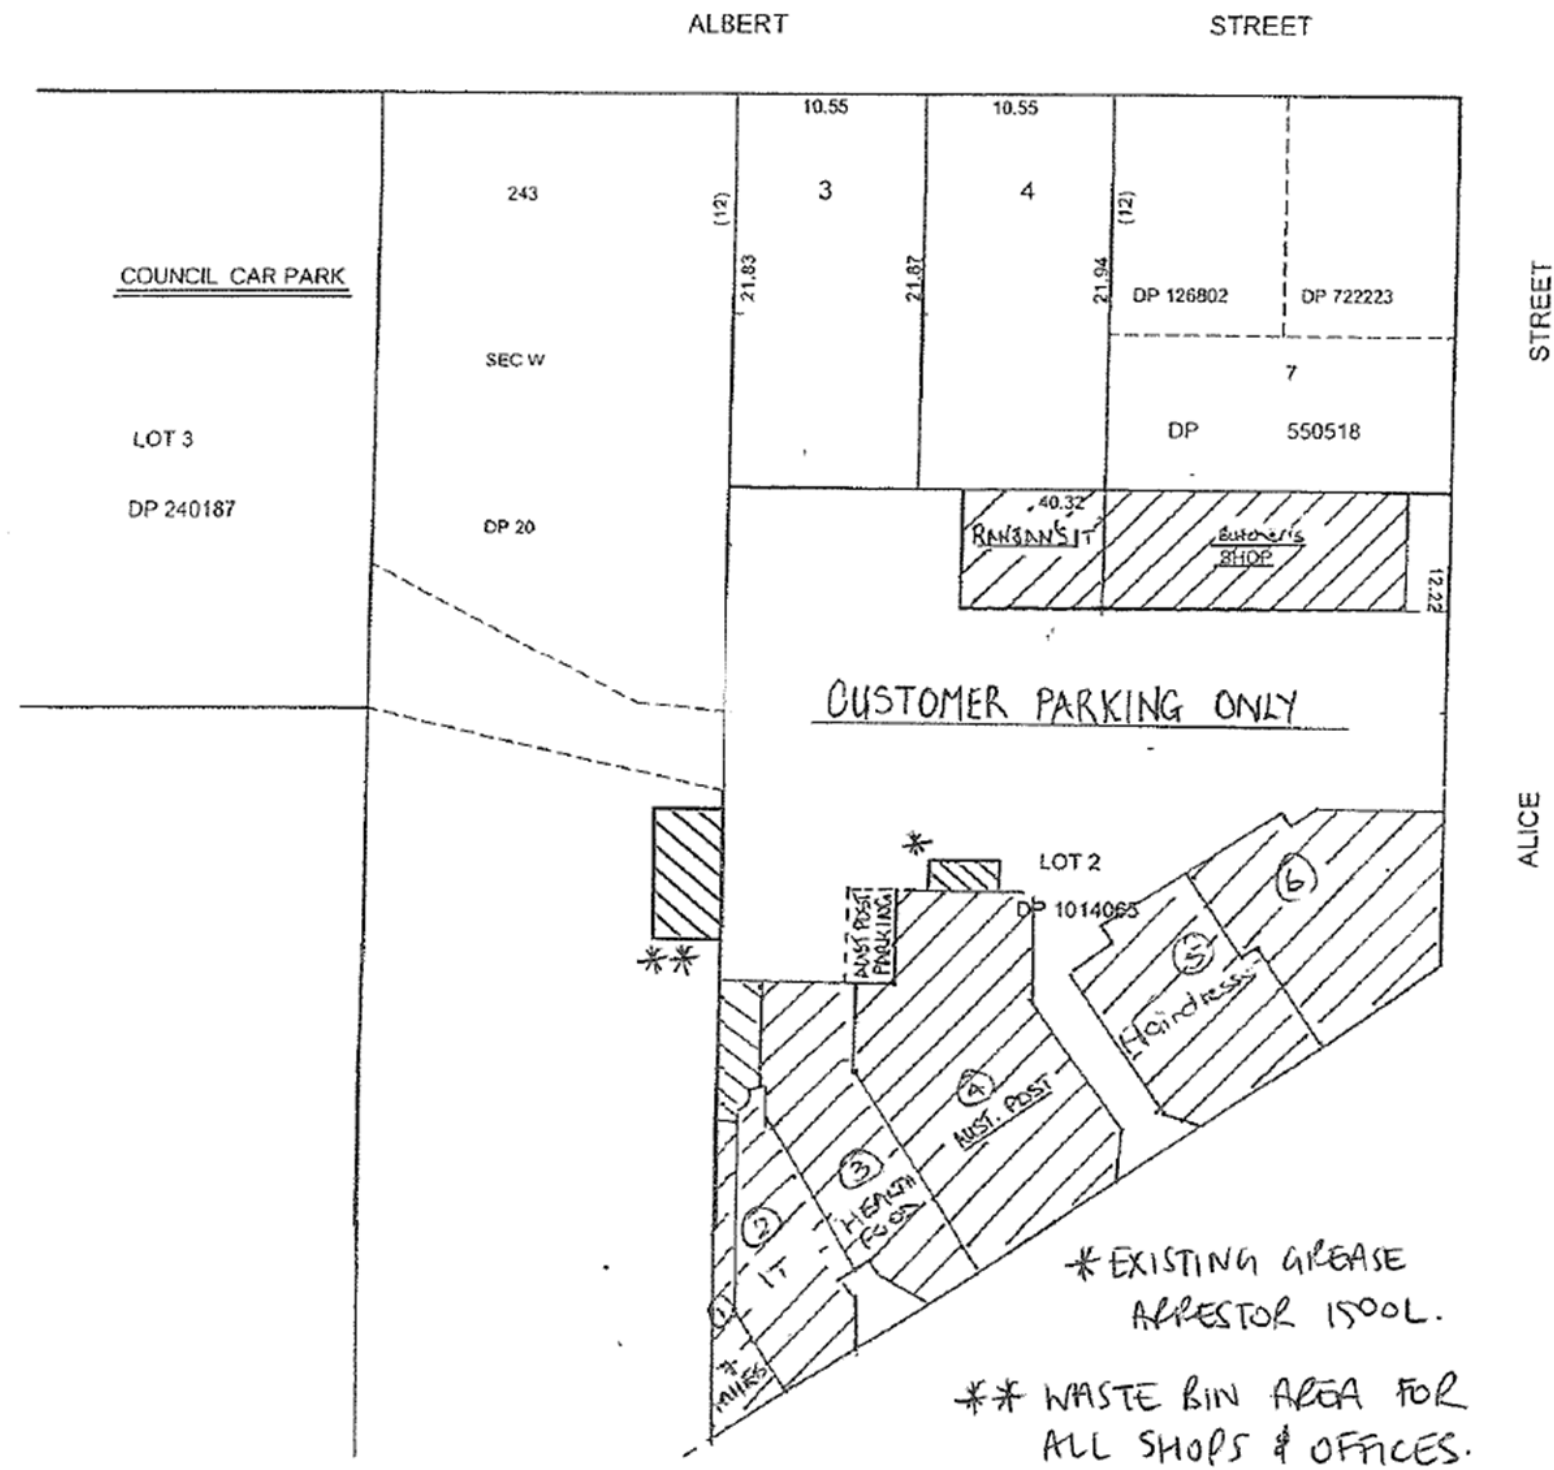 ALBERT STREET
10.55 10.55
243 (12) 3 4 (12)
COUNCIL CAR PARK
21.83 21.87 21.94
DP 126802 DP 722223
STREET
SEC W
7
LOT 3
DP 550518
DP 240187
DP 20
40.32
IT
Butcher's
SHOP
12.22
CUSTOMER PARKING ONLY
ALICE
*
LOT 2
6
AUST POST
PARKING
DP 1014065
**
5
4
AUST. POST
3
HEALTH
FOOD
2
IT
1
* EXISTING GREASE
ARRESTOR 1500L.
** WASTE BIN AREA FOR
ALL SHOPS & OFFICES.